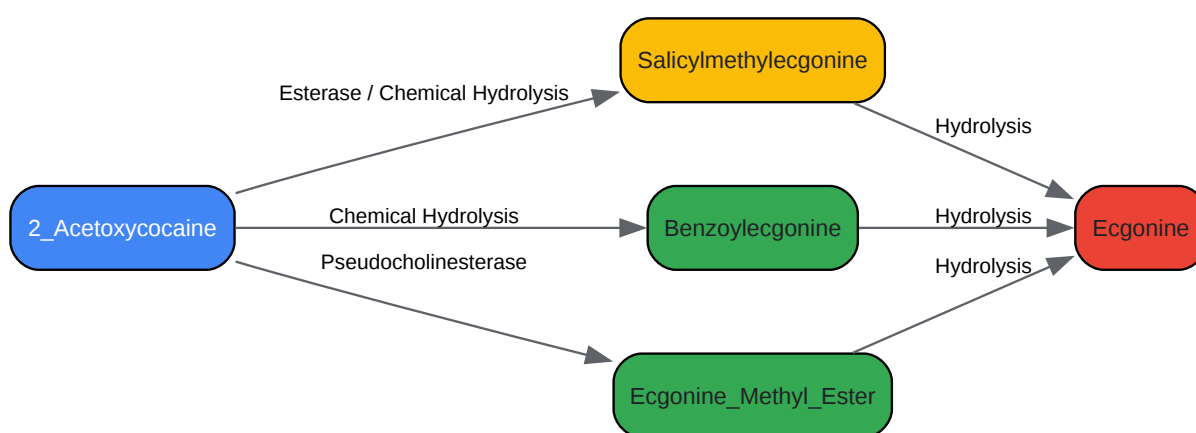 Salicylmethylecgonine
Esterase / Chemical Hydrolysis
Hydrolysis
2_Acetoxycocaine
Chemical Hydrolysis
Benzoylecgonine
Hydrolysis
Ecgonine
Pseudocholinesterase
Hydrolysis
Ecgonine_Methyl_Ester